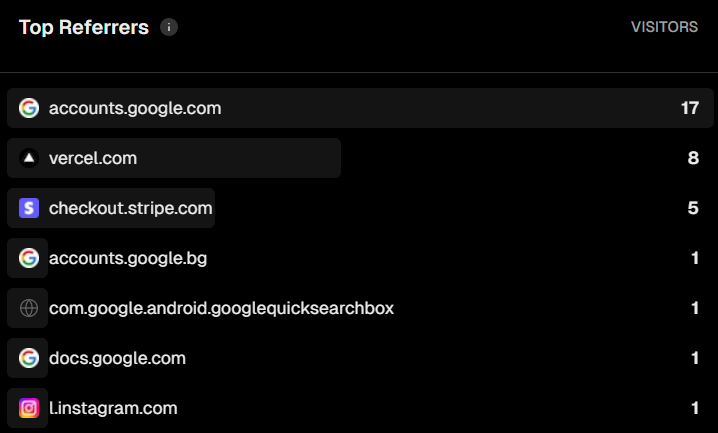 Top Referrers VISITORS
accounts.google.com 17
vercel.com 8
checkout.stripe.com 5
accounts.google.bg 1
com.google.android.googlequicksearchbox 1
docs.google.com 1
l.instagram.com 1